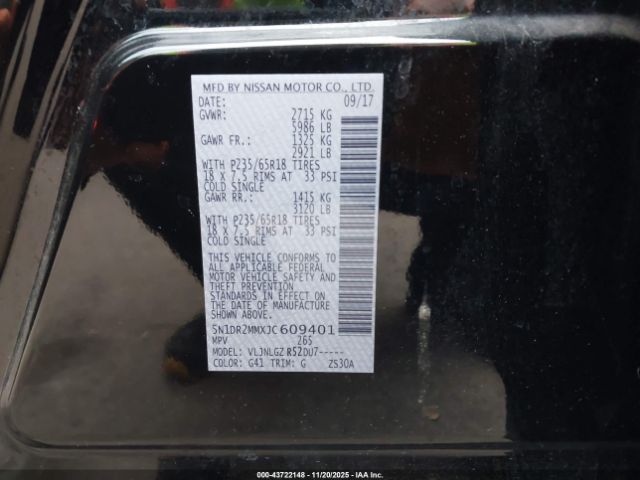 MFD BY NISSAN MOTOR CO., LTD
DATE: 09/17
GVWR: 2715 KG
5986 LB
GAWR FR.: 1325 KG
2921 LB
WITH P235/65R18 TIRES
18 X 7.5 RIMS AT 33 PSI
COLD SINGLE
GAWR RR.: 1415 KG
3120 LB
WITH P235/65R18 TIRES
18 X 7.5 RIMS AT 33 PSI
COLD SINGLE
THIS VEHICLE CONFORMS TO
ALL APPLICABLE FEDERAL
MOTOR VEHICLE SAFETY AND
THEFT PREVENTION
STANDARDS IN EFFECT ON
THE DATE OF MANUFACTURE
SHOWN ABOVE.
5N1DR2MMXJC609401
MPV 265
MODEL: VLJNLGZ R52DU7-----
COLOR: G41 TRIM: G ZS30A
000-43722148 - 11/20/2025 - IAA Inc.